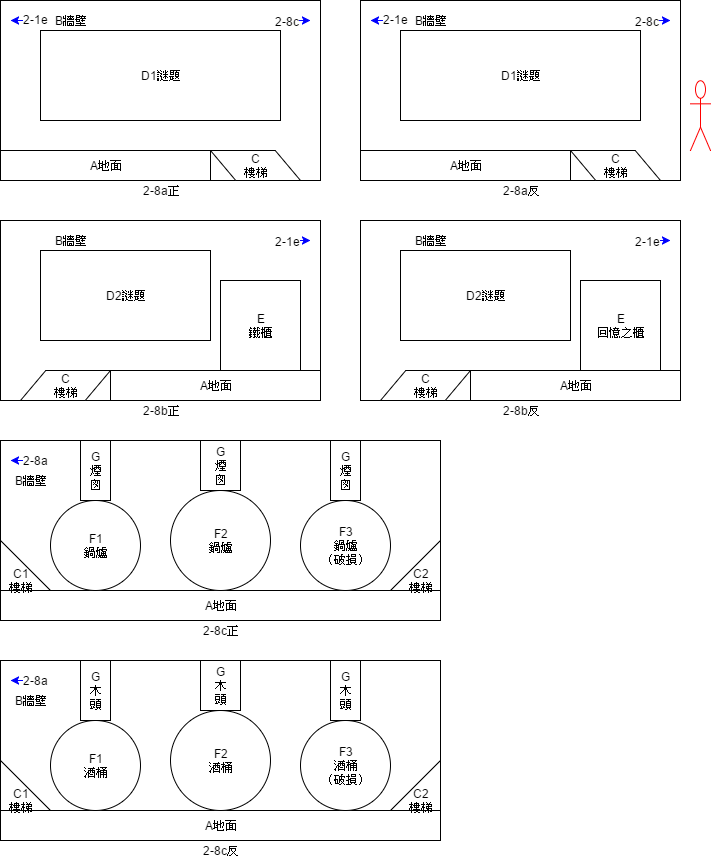 2-1e
B牆壁
2-8c
D1謎題
A地面
C
樓梯
2-8a正
2-1e
B牆壁
2-8c
D1謎題
A地面
C
樓梯
2-8a反
B牆壁
2-1e
D2謎題
E
鐵櫃
C
樓梯
A地面
2-8b正
B牆壁
2-1e
D2謎題
E
回憶之櫃
C
樓梯
A地面
2-8b反
2-8a
B牆壁
G
煙
囪
G
煙
囪
G
煙
囪
F1
鍋爐
F2
鍋爐
F3
鍋爐
（破損）
C1
樓梯
C2
樓梯
A地面
2-8c正
2-8a
B牆壁
G
木
頭
G
木
頭
G
木
頭
F1
酒桶
F2
酒桶
F3
酒桶
（破損）
C1
樓梯
C2
樓梯
A地面
2-8c反